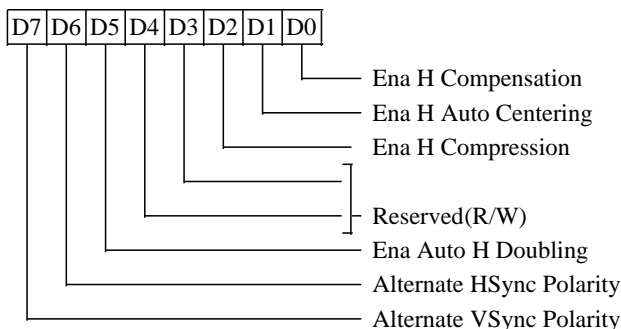 D7 D6 D5 D4 D3 D2 D1 D0
Ena H Compensation
Ena H Auto Centering
Ena H Compression
Reserved(R/W)
Ena Auto H Doubling
Alternate HSync Polarity
Alternate VSync Polarity